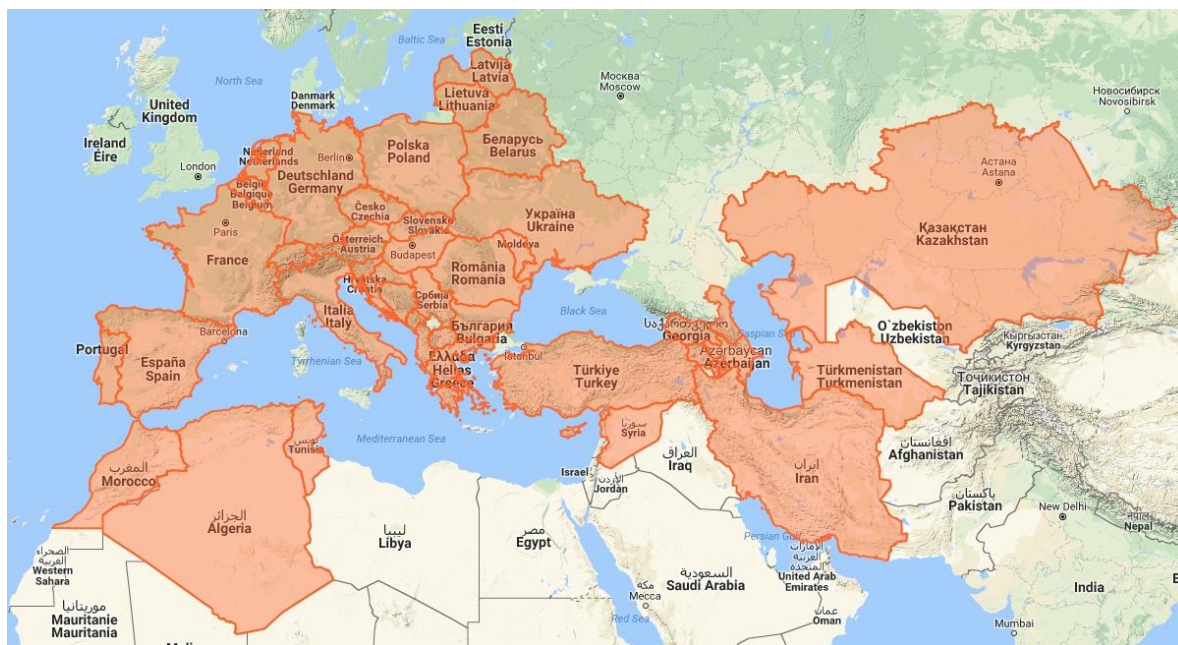 Eesti
Estonia
Baltic Sea
Latvija
Latvia
Москва
Moscow
Новосибирск
Novosibirsk
North Sea
Danmark
Denmark
Lietuva
Lithuania
United
Kingdom
Ireland
Éire
London
Nederland
Netherlands
Berlin
Polska
Poland
Беларусь
Belarus
België
Belgique
Belgium
Deutschland
Germany
Астана
Astana
Paris
Česko
Czechia
Slovensko
Slovakia
Україна
Ukraine
Қазақстан
Kazakhstan
France
Österreich
Austria
Budapest
Moldova
România
Romania
Hrvatska
Croatia
Србија
Serbia
Italia
Italy
Barcelona
България
Bulgaria
Black Sea
საქართველო
Georgia
Caspian Sea
Oʻzbekiston
Uzbekistan
Кыргызстан
Kyrgyzstan
Portugal
España
Spain
Tyrrhenian Sea
Ελλάδα
Hellas
Greece
İstanbul
Türkiye
Turkey
Azərbaycan
Azerbaijan
Türkmenistan
Turkmenistan
Тоҷикистон
Tajikistan
Mediterranean Sea
تونس
Tunisia
سوريا
Syria
المغرب
Morocco
Israel
العراق
Iraq
الأردن
Jordan
ایران
Iran
افغانستان
Afghanistan
پاکستان
Pakistan
New Delhi
नेपाल
Nepal
الجزائر
Algeria
ليبيا
Libya
مصر
Egypt
Persian Gulf
الإمارات
العربية
المتحدة
United Arab
Emirates
الصحراء
الغربية
Western
Sahara
السعودية
Saudi Arabia
مكة
Mecca
عمان
Oman
India
موريتانيا
Mauritanie
Mauritania
Red Sea
Mumbai